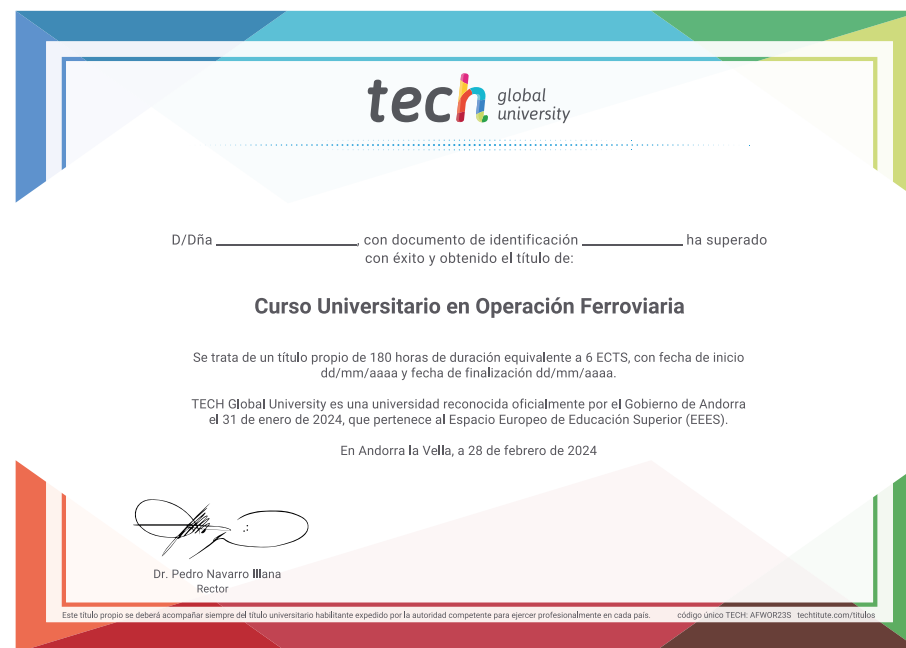 tech global university
D/Dña ________________, con documento de identificación ____________ ha superado
con éxito y obtenido el título de:
Curso Universitario en Operación Ferroviaria
Se trata de un título propio de 180 horas de duración equivalente a 6 ECTS, con fecha de inicio
dd/mm/aaaa y fecha de finalización dd/mm/aaaa.
TECH Global University es una universidad reconocida oficialmente por el Gobierno de Andorra
el 31 de enero de 2024, que pertenece al Espacio Europeo de Educación Superior (EEES).
En Andorra la Vella, a 28 de febrero de 2024
Dr. Pedro Navarro Illana
Rector
Este título propio se deberá acompañar siempre del título universitario habilitante expedido por la autoridad competente para ejercer profesionalmente en cada país. código único TECH: AFWOR23S techtitute.com/titulos